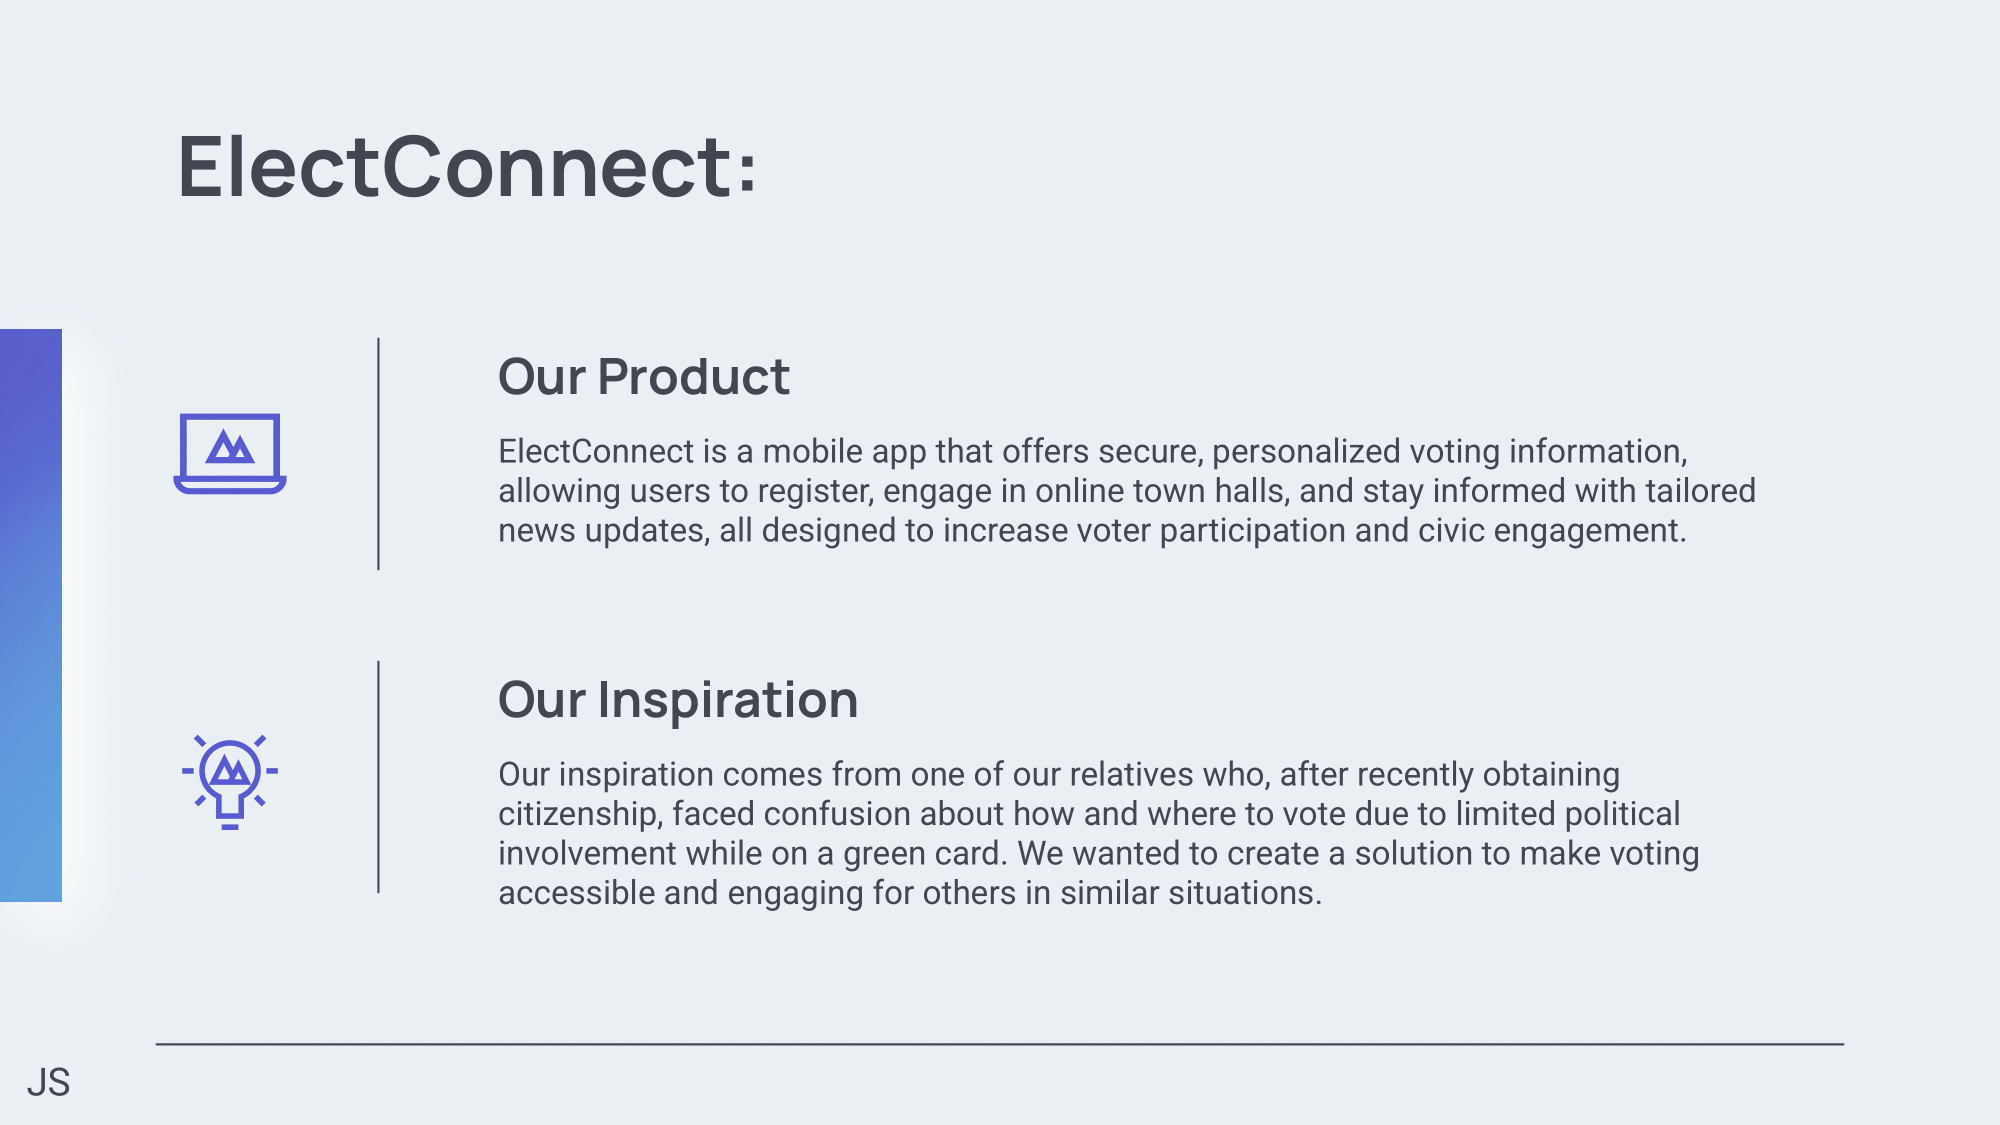 ElectConnect:
Our Product
ElectConnect is a mobile app that offers secure, personalized voting information,
allowing users to register, engage in online town halls, and stay informed with tailored
news updates, all designed to increase voter participation and civic engagement.
Our Inspiration
Our inspiration comes from one of our relatives who, after recently obtaining
citizenship, faced confusion about how and where to vote due to limited political
involvement while on a green card. We wanted to create a solution to make voting
accessible and engaging for others in similar situations.
JS